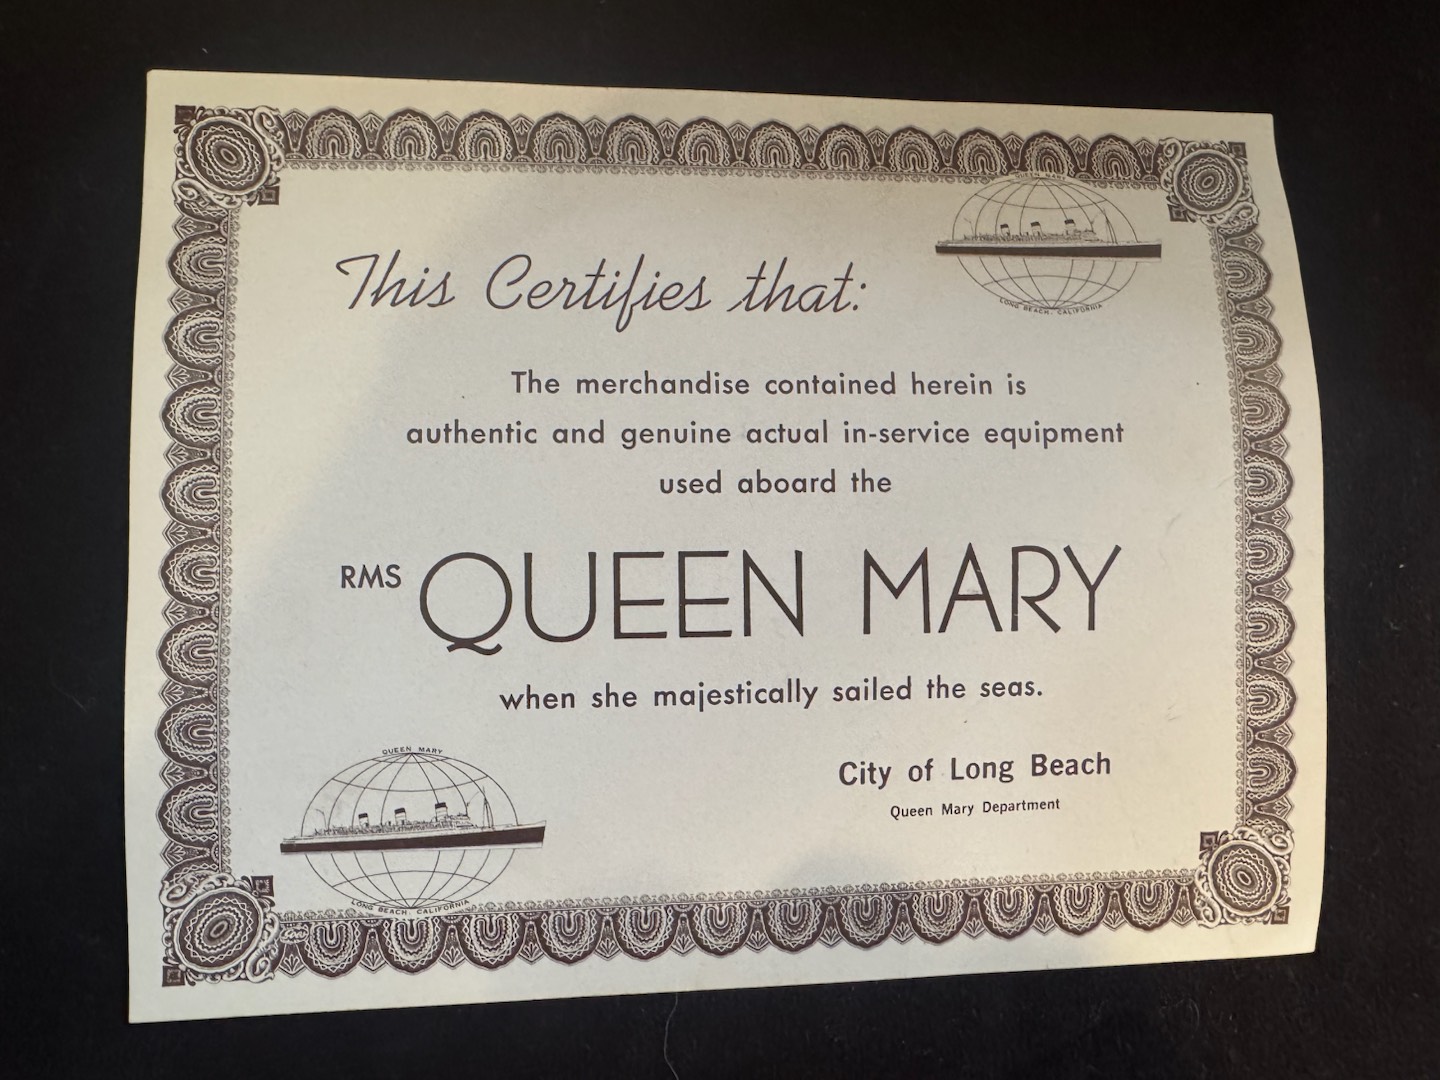 QUEEN MARY
LONG BEACH, CALIFORNIA
This Certifies that:
The merchandise contained herein is
authentic and genuine actual in-service equipment
used aboard the
RMS QUEEN MARY
when she majestically sailed the seas.
City of Long Beach
Queen Mary Department
QUEEN MARY
LONG BEACH, CALIFORNIA